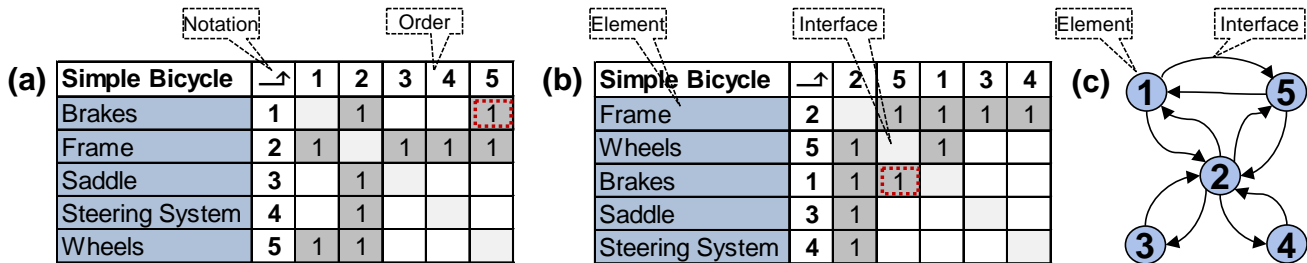 Notation Order Element Interface Element Interface
(a) Simple Bicycle 1 2 3 4 5
Brakes 1 1 1
Frame 2 1 1 1 1
Saddle 3 1
Steering System 4 1
Wheels 5 1 1
(b) Simple Bicycle 2 5 1 3 4
Frame 2 1 1 1 1
Wheels 5 1 1
Brakes 1 1 1
Saddle 3 1
Steering System 4 1
(c) 1 5
2
3 4